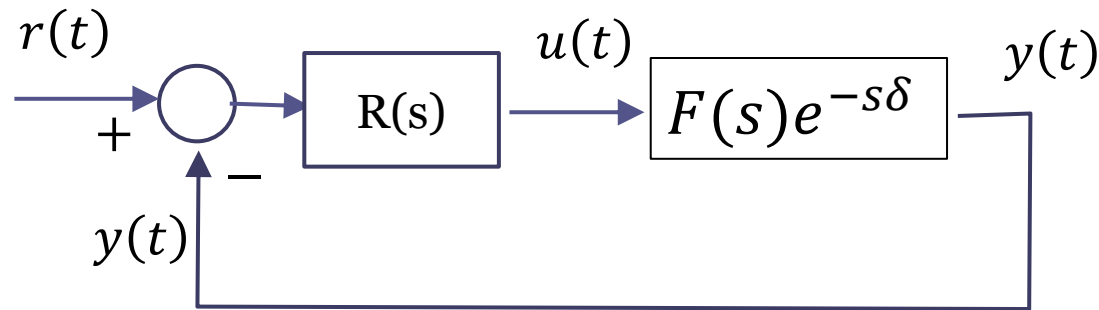 r(t)
u(t)
y(t)
R(s)
F(s)e^{-sδ}
+
−
y(t)